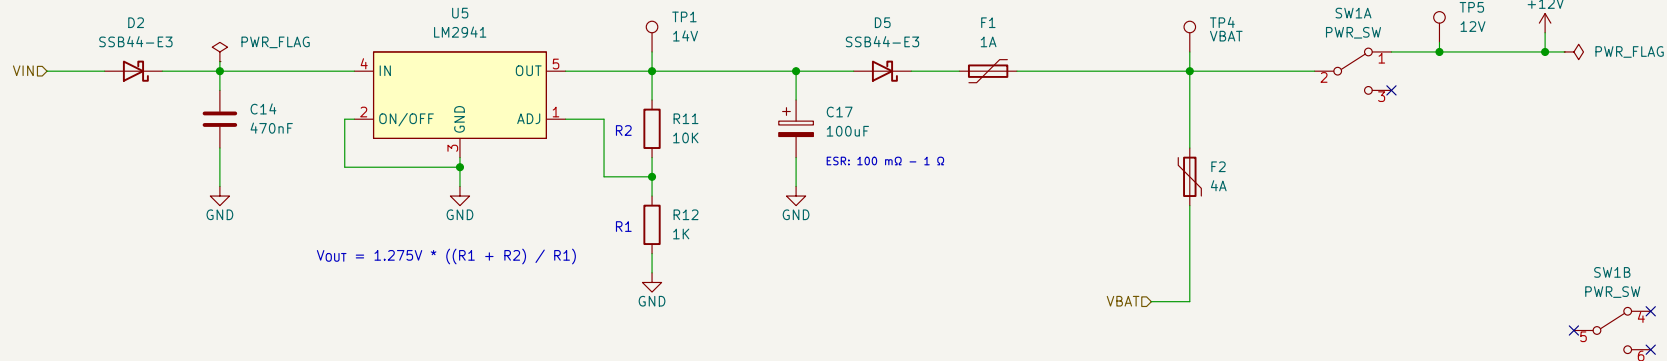 D2
SSB44-E3
PWR_FLAG
VIN
U5
LM2941
4
IN
OUT
5
2
ON/OFF
GND
ADJ
1
3
C14
470nF
GND
GND
TP1
14V
R2
R11
10K
R1
R12
1K
GND
VOUT = 1.275V * ((R1 + R2) / R1)
C17
100uF
ESR: 100 mΩ - 1 Ω
GND
D5
SSB44-E3
F1
1A
TP4
VBAT
F2
4A
VBAT
SW1A
PWR_SW
1
2
3
TP5
12V
+12V
PWR_FLAG
SW1B
PWR_SW
4
5
6